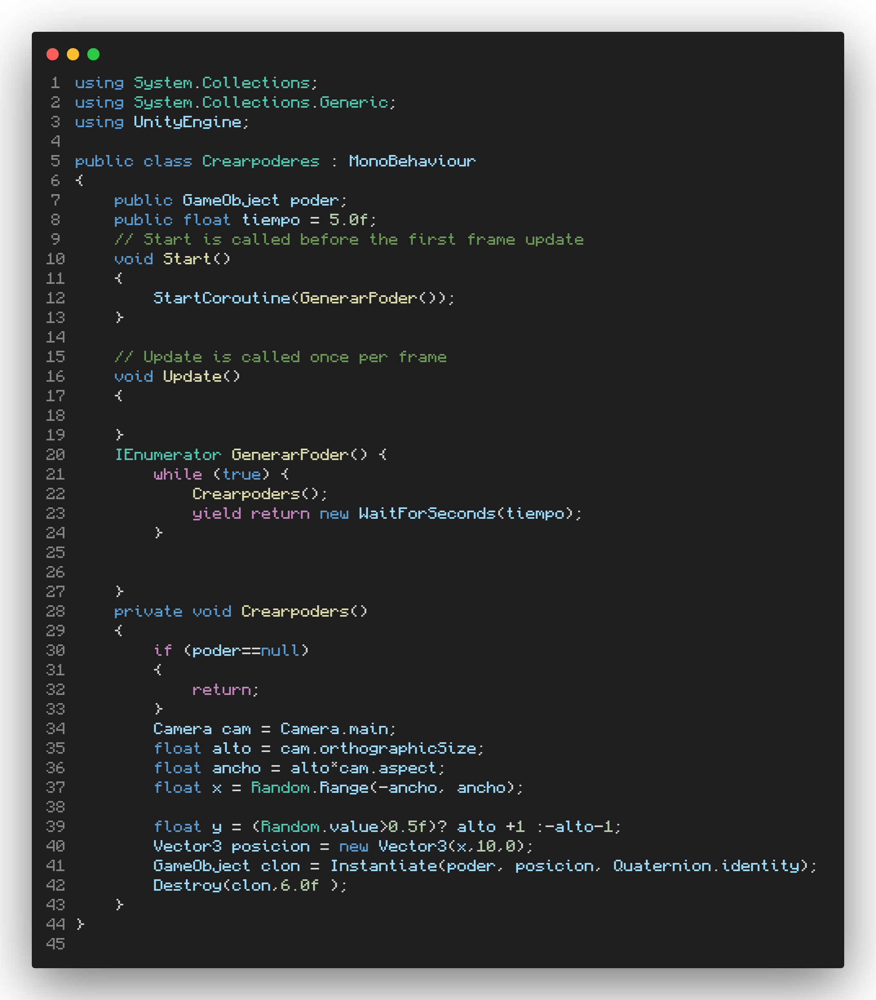 1 using System.Collections;
2 using System.Collections.Generic;
3 using UnityEngine;
4
5 public class Crearpoderes : MonoBehaviour
6 {
7     public GameObject poder;
8     public float tiempo = 5.0f;
9     // Start is called before the first frame update
10     void Start()
11     {
12         StartCoroutine(GenerarPoder());
13     }
14
15     // Update is called once per frame
16     void Update()
17     {
18
19     }
20     IEnumerator GenerarPoder() {
21         while (true) {
22             Crearpoders();
23             yield return new WaitForSeconds(tiempo);
24         }
25
26
27     }
28     private void Crearpoders()
29     {
30         if (poder==null)
31         {
32             return;
33         }
34         Camera cam = Camera.main;
35         float alto = cam.orthographicSize;
36         float ancho = alto*cam.aspect;
37         float x = Random.Range(-ancho, ancho);
38
39         float y = (Random.value>0.5f)? alto +1 :-alto-1;
40         Vector3 posicion = new Vector3(x,10,0);
41         GameObject clon = Instantiate(poder, posicion, Quaternion.identity);
42         Destroy(clon,6.0f );
43     }
44 }
45